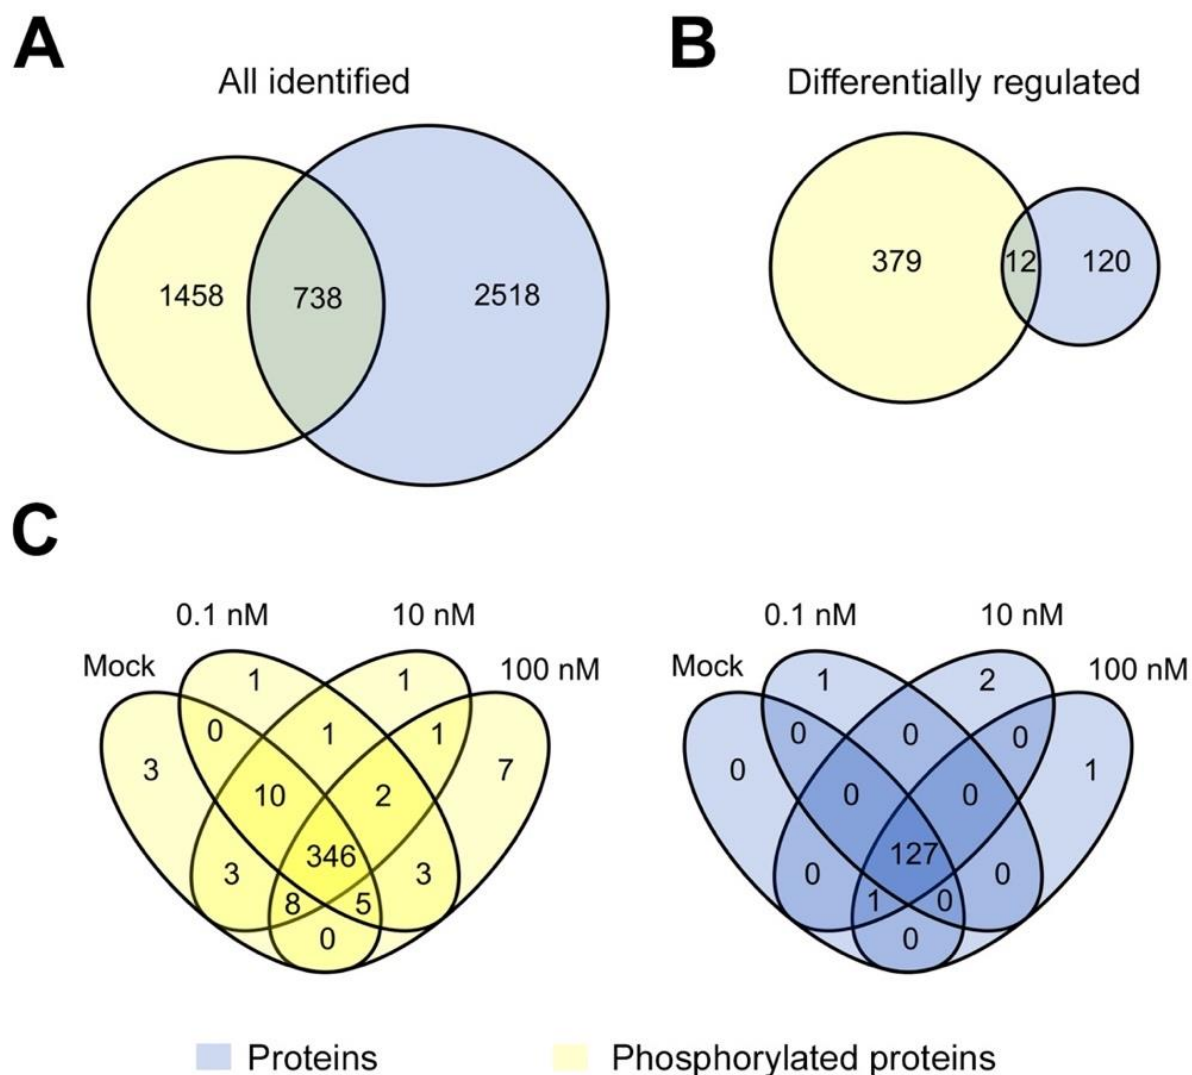 A
B
All identified
Differentially regulated
1458
738
2518
379
12
120
C
0.1 nM
10 nM
Mock
100 nM
1
1
0
1
1
3
7
10
2
346
3
3
8
5
0
0.1 nM
10 nM
Mock
100 nM
1
2
0
0
0
0
1
0
0
127
0
0
1
0
0
Proteins
Phosphorylated proteins